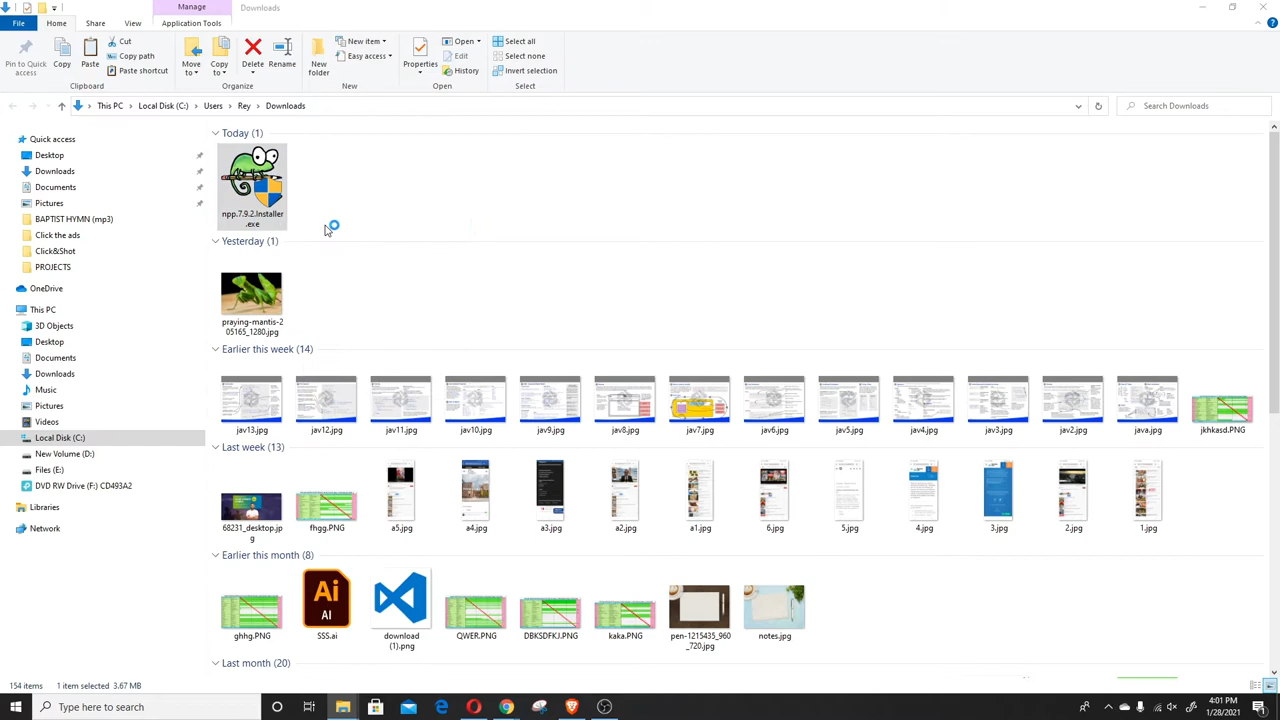 Manage
Downloads
File
Home
Share
View
Application Tools
Pin to Quick
access
Copy
Paste
Cut
Copy path
Paste shortcut
Clipboard
Move
to
Copy
to
Delete
Rename
Organize
New
folder
New item
Easy access
New
Properties
Open
Edit
History
Open
Select all
Select none
Invert selection
Select
This PC
Local Disk (C:)
Users
Rey
Downloads
Search Downloads
Quick access
Desktop
Downloads
Documents
Pictures
BAPTIST HYMN (mp3)
Click the ads
Click&Shot
PROJECTS
OneDrive
This PC
3D Objects
Desktop
Documents
Downloads
Music
Pictures
Videos
Local Disk (C:)
New Volume (D:)
Files (E:)
DVD RW Drive (F:) CD493A2
Libraries
Network
Today (1)
npp.7.9.2.Installer
.exe
Yesterday (1)
praying-mantis-2
05165_1280.jpg
Earlier this week (14)
jav13.jpg
jav12.jpg
jav11.jpg
jav10.jpg
jav9.jpg
jav8.jpg
jav7.jpg
jav6.jpg
jav5.jpg
jav4.jpg
jav3.jpg
jav2.jpg
java.jpg
jkhkasd.PNG
Last week (13)
68231_desktop.jp
g
fhgg.PNG
a5.jpg
a4.jpg
a3.jpg
a2.jpg
a1.jpg
6.jpg
5.jpg
4.jpg
3.jpg
2.jpg
1.jpg
Earlier this month (8)
Ai
AI
ghhg.PNG
SSS.ai
download
(1).png
QWER.PNG
DBKSDFKJ.PNG
kaka.PNG
pen-1215435_960
_720.jpg
notes.jpg
Last month (20)
154 items
1 item selected 3.67 MB
Type here to search
4:01 PM
1/28/2021